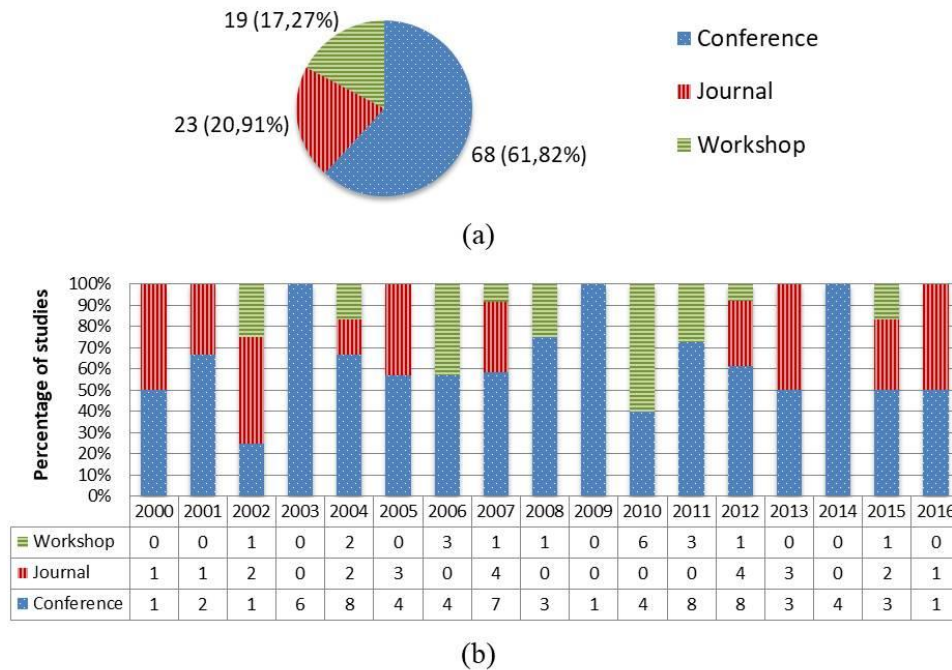 19 (17,27%)
23 (20,91%)
68 (61,82%)
Conference
Journal
Workshop
(a)
Percentage of studies
100%
90%
80%
70%
60%
50%
40%
30%
20%
10%
0%
2000 2001 2002 2003 2004 2005 2006 2007 2008 2009 2010 2011 2012 2013 2014 2015 2016
Workshop 0 0 1 0 2 0 3 1 1 0 6 3 1 0 0 1 0
Journal 1 1 2 0 2 3 0 4 0 0 0 0 4 3 0 2 1
Conference 1 2 1 6 8 4 4 7 3 1 4 8 8 3 4 3 1
(b)